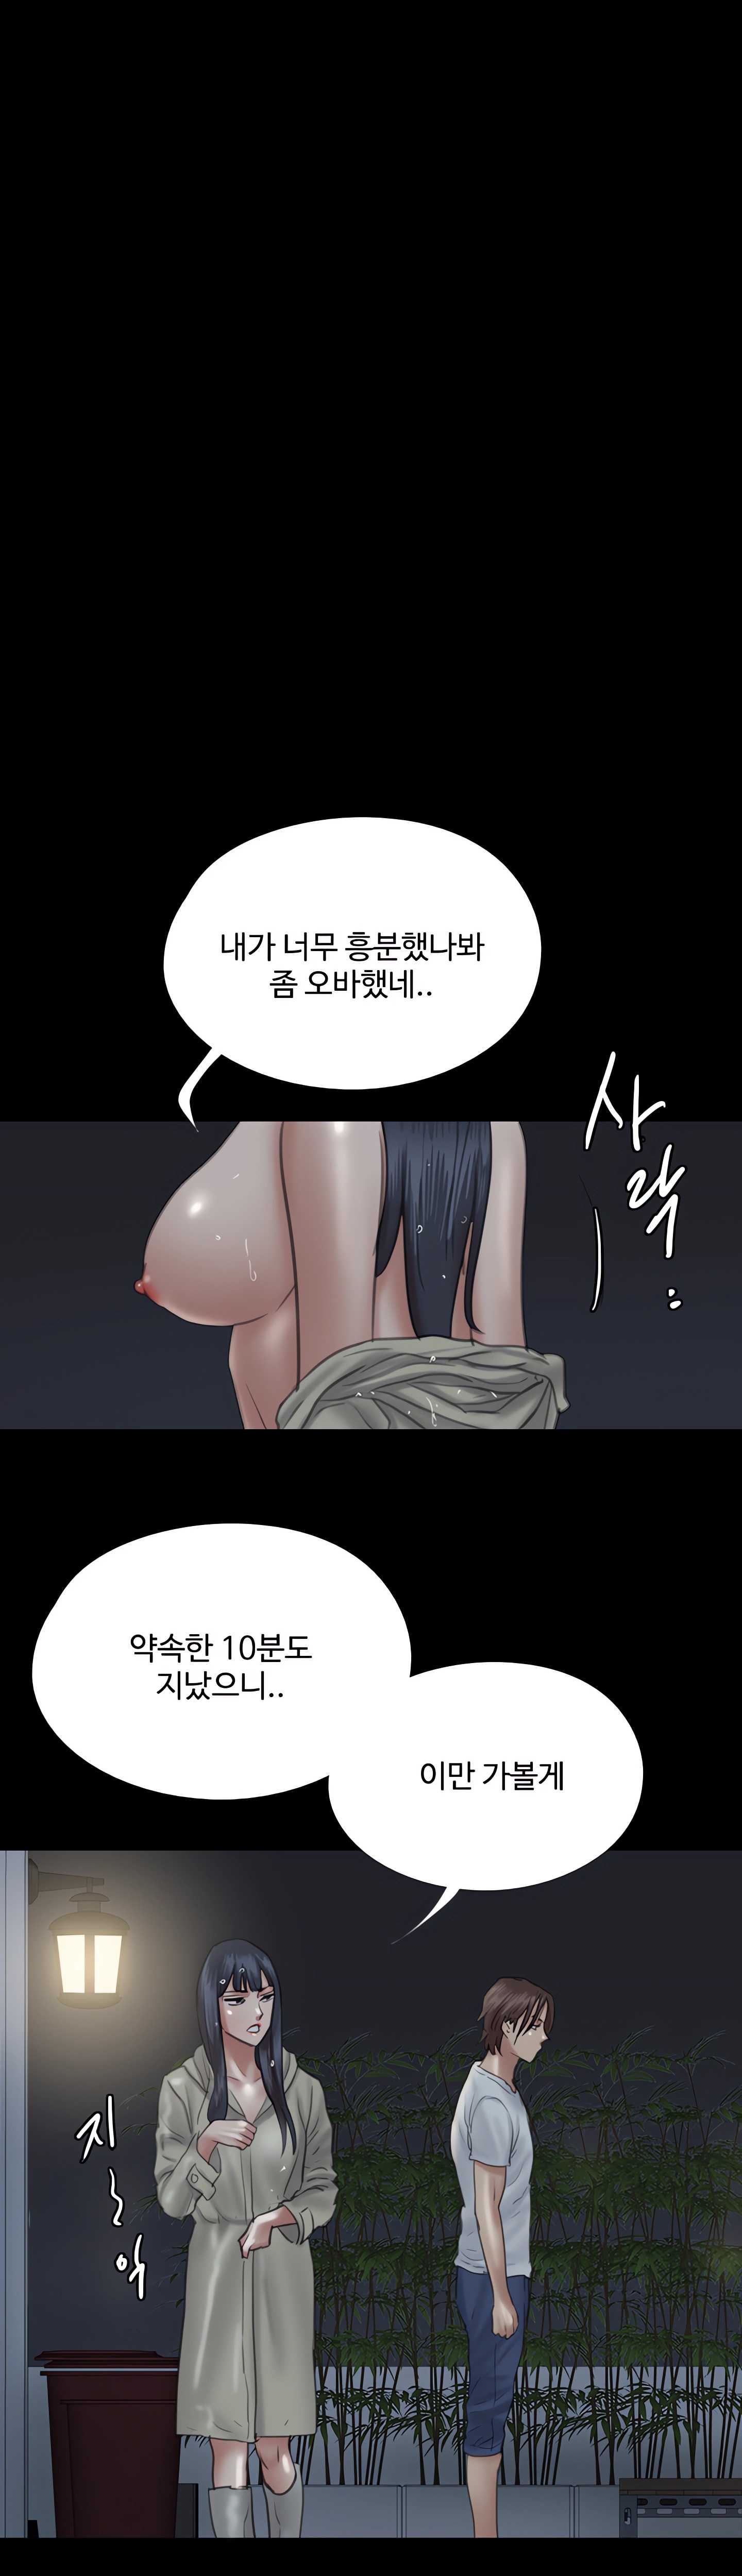 내가 너무 흥분했나봐
좀 오바했네..
사
락
약속한 10분도
지났으니..
이만 가볼게
지
익